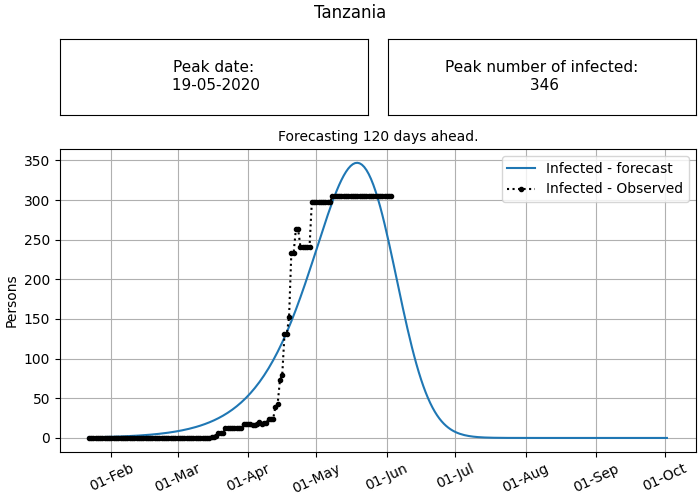 Tanzania
Peak date:
19-05-2020
Peak number of infected:
346
Forecasting 120 days ahead.
Infected - forecast
Infected - Observed
Persons
350
300
250
200
150
100
50
0
01-Feb
01-Mar
01-Apr
01-May
01-Jun
01-Jul
01-Aug
01-Sep
01-Oct